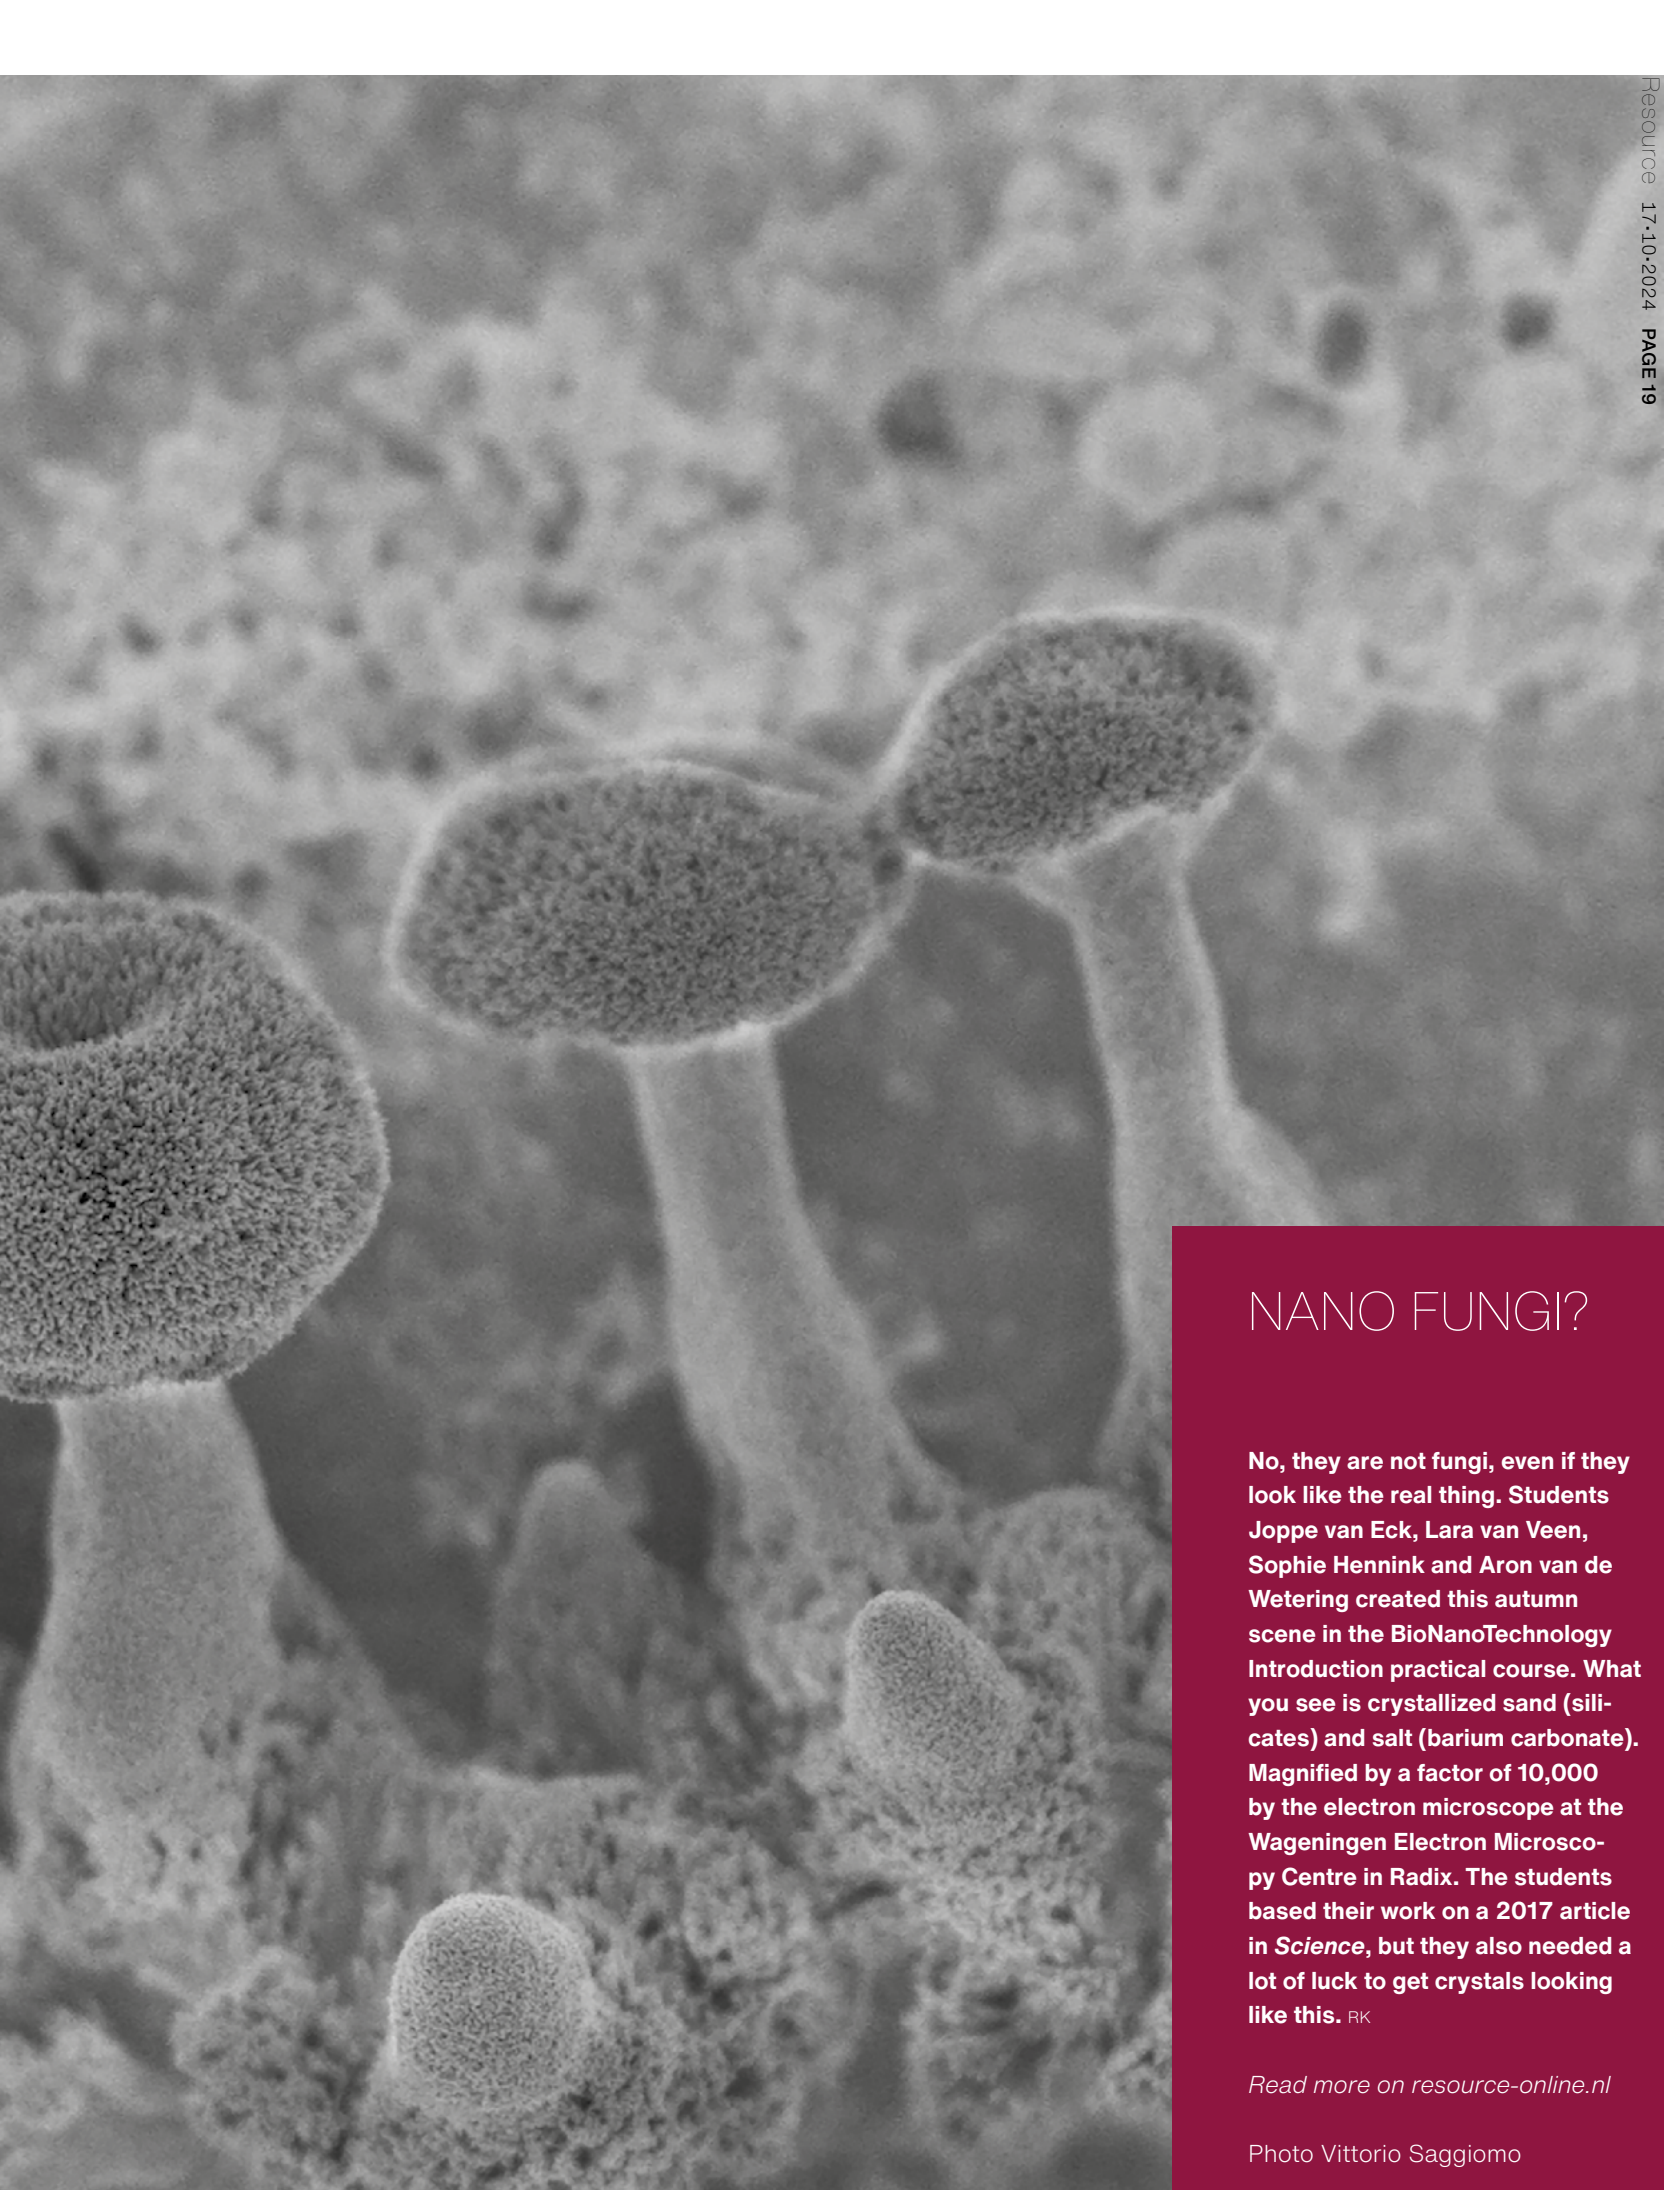 Resource 17•10•2024 PAGE 19
NANO FUNGI?
No, they are not fungi, even if they
look like the real thing. Students
Joppe van Eck, Lara van Veen,
Sophie Hennink and Aron van de
Wetering created this autumn
scene in the BioNanoTechnology
Introduction practical course. What
you see is crystallized sand (sili-
cates) and salt (barium carbonate).
Magnified by a factor of 10,000
by the electron microscope at the
Wageningen Electron Microsco-
py Centre in Radix. The students
based their work on a 2017 article
in Science, but they also needed a
lot of luck to get crystals looking
like this. RK
Read more on resource-online.nl
Photo Vittorio Saggiomo